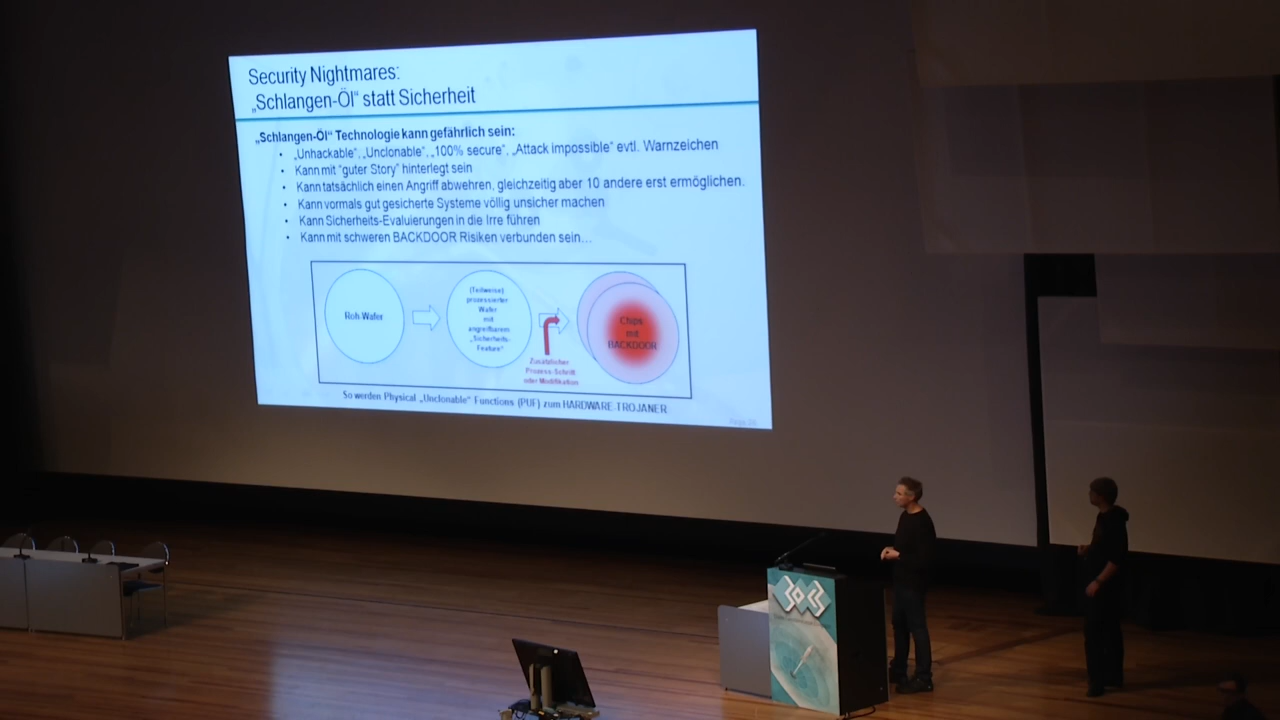 Security Nightmares:
„Schlangen-Öl“ statt Sicherheit
„Schlangen-Öl“ Technologie kann gefährlich sein:
• „Unhackable“, „Unclonable“, „100% secure“, „Attack impossible“ evtl. Warnzeichen
• Kann mit “guter Story“ hinterlegt sein
• Kann tatsächlich einen Angriff abwehren, gleichzeitig aber 10 andere erst ermöglichen.
• Kann vormals gut gesicherte Systeme völlig unsicher machen
• Kann Sicherheits-Evaluierungen in die Irre führen
• Kann mit schweren BACKDOOR Risiken verbunden sein…
Roh Wafer
(Teilweise)
prozessierter
Wafer
mit
angreifbarem
„Sicherheits-
Feature“
Zusätzlicher
Prozess-Schritt
oder Modifikation
Chips
mit
BACKDOOR
So werden Physical „Unclonable“ Functions (PUF) zum HARDWARE-TROJANER
30C3